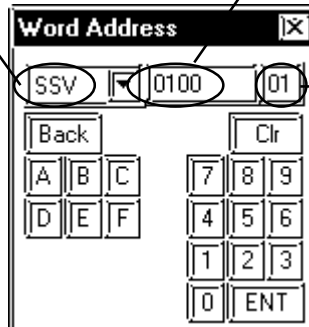 Word Address X
SSV 0100 01
Back Clr
A B C 7 8 9
D E F 4 5 6
1 2 3
0 ENT